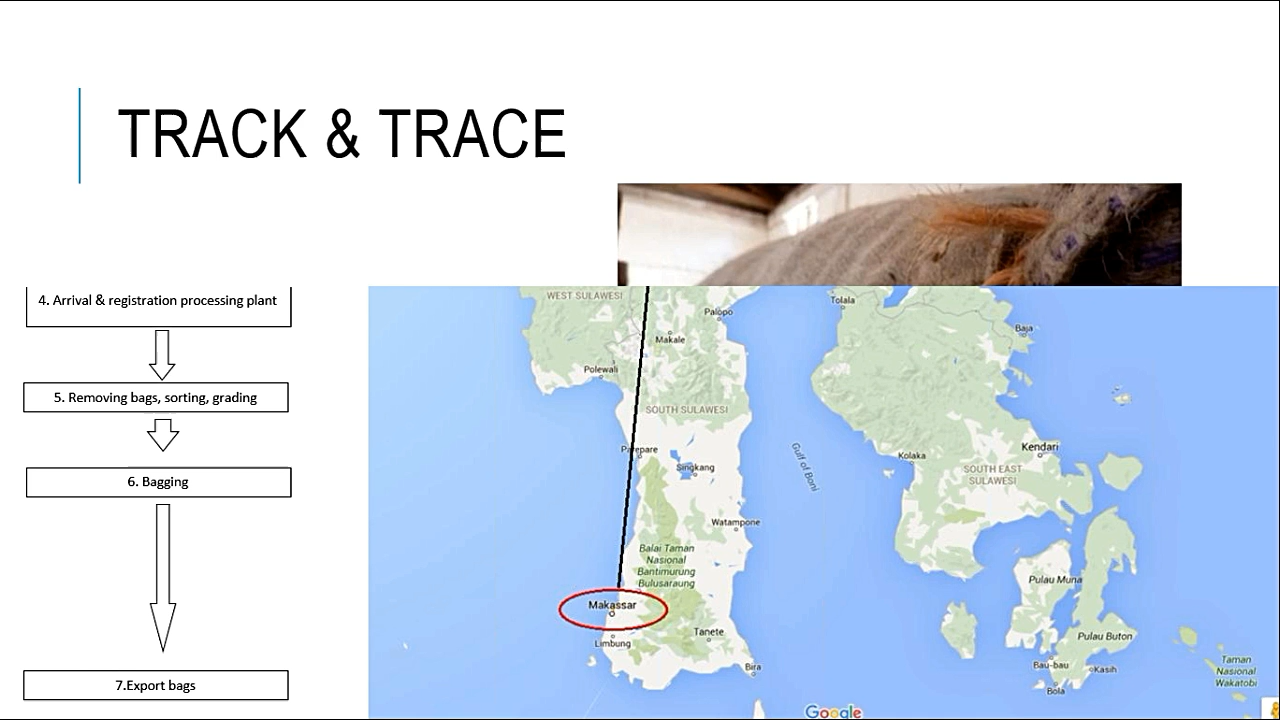 TRACK & TRACE
4. Arrival & registration processing plant
5. Removing bags, sorting, grading
6. Bagging
7.Export bags
WEST SULAWESI
Palopo
Makale
Polewali
SOUTH SULAWESI
Parepare
Singkang
Watampone
Balai Taman
Nasional
Bantimurung
Bulusaraung
Makassar
Limbung
Tanete
Bira
Gulf of Boni
Tolala
Baja
Kolaka
Kendari
SOUTH EAST
SULAWESI
Pulau Muna
Pulau Buton
Bau-bau
Kasih
Bola
Taman
Nasional
Wakatobi
Google